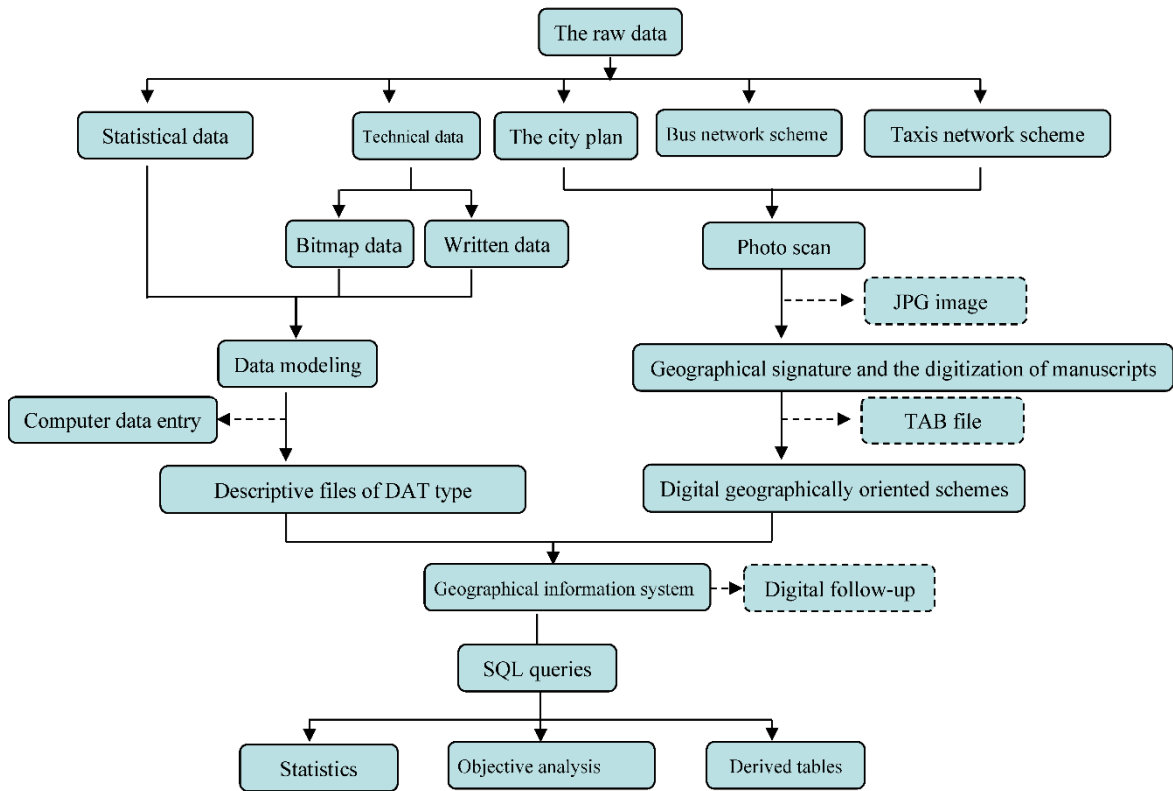 The raw data
Statistical data
Technical data
The city plan
Bus network scheme
Taxis network scheme
Bitmap data
Written data
Photo scan
JPG image
Data modeling
Geographical signature and the digitization of manuscripts
Computer data entry
TAB file
Descriptive files of DAT type
Digital geographically oriented schemes
Geographical information system
Digital follow-up
SQL queries
Statistics
Objective analysis
Derived tables